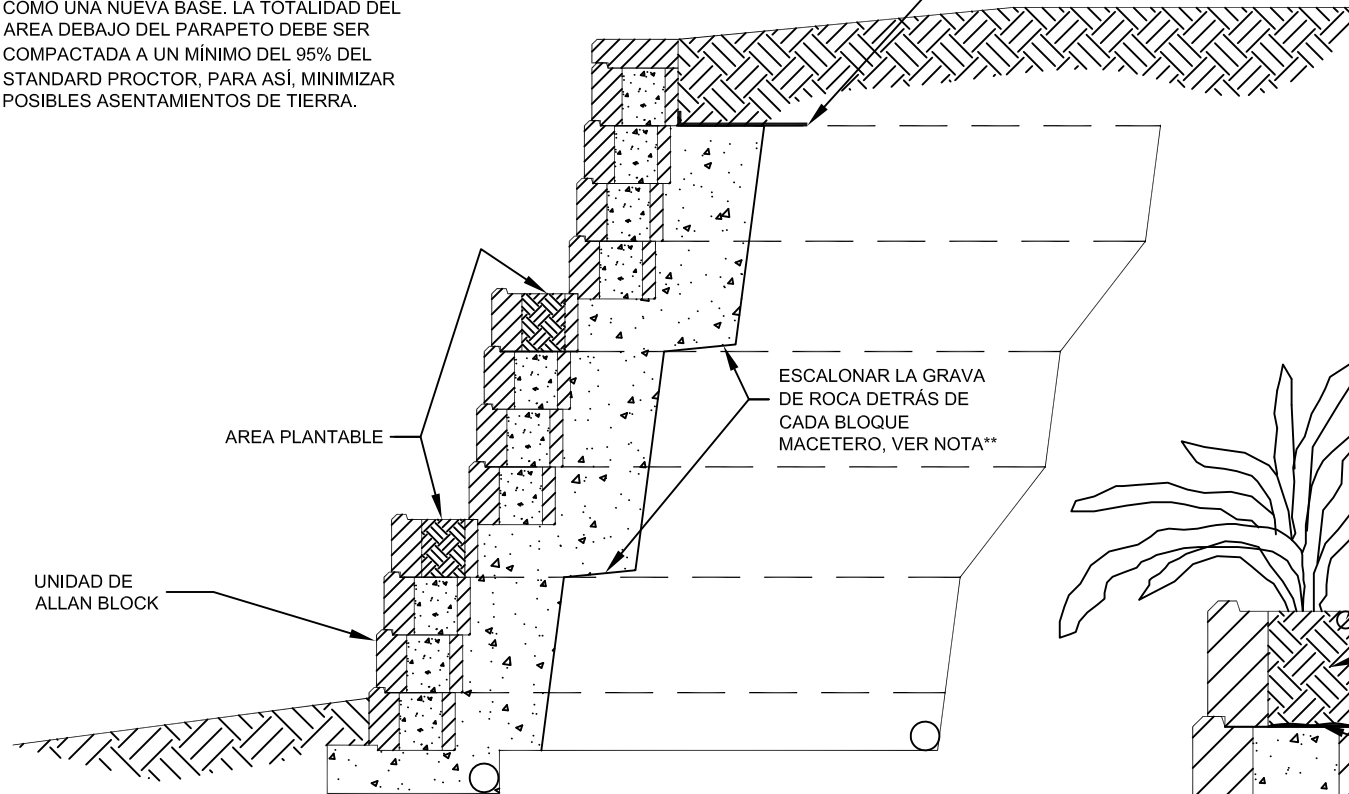 COMO UNA NUEVA BASE. LA TOTALIDAD DEL
AREA DEBAJO DEL PARAPETO DEBE SER
COMPACTADA A UN MÍNIMO DEL 95% DEL
STANDARD PROCTOR, PARA ASÍ, MINIMIZAR
POSIBLES ASENTAMIENTOS DE TIERRA.
ESCALONAR LA GRAVA
DE ROCA DETRÁS DE
CADA BLOQUE
MACETERO, VER NOTA**
AREA PLANTABLE
UNIDAD DE
ALLAN BLOCK